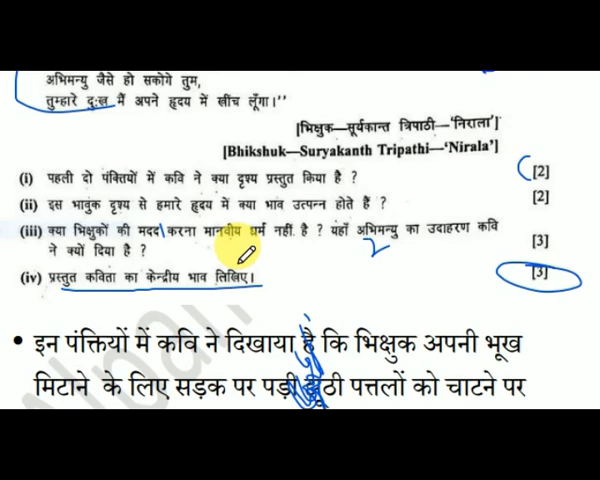 अभिमन्यु जैसे हो सकोगे तुम,
तुम्हारे दुःख मैं अपने हृदय में खींच लूँगा।''
[भिक्षुक—सूर्यकान्त त्रिपाठी—'निराला']
[Bhikshuk—Suryakanth Tripathi—'Nirala']
(i) पहली दो पंक्तियों में कवि ने क्या दृश्य प्रस्तुत किया है ? [2]
(ii) इस भावुक दृश्य से हमारे हृदय में क्या भाव उत्पन्न होते हैं ? [2]
(iii) क्या भिक्षुकों की मदद करना मानवीय धर्म नहीं है ? यहाँ अभिमन्यु का उदाहरण कवि
ने क्यों दिया है ? 2 [3]
(iv) प्रस्तुत कविता का केन्द्रीय भाव लिखिए। [3]
• इन पंक्तियों में कवि ने दिखाया है कि भिक्षुक अपनी भूख
मिटाने के लिए सड़क पर पड़ी झूठी पत्तलों को चाटने पर